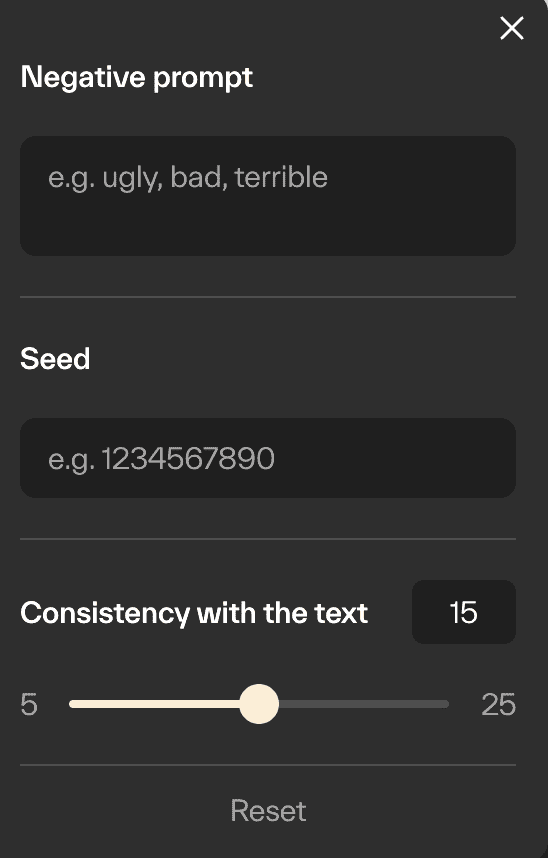 Negative prompt
e.g. ugly, bad, terrible
Seed
e.g. 1234567890
Consistency with the text 15
5 25
Reset